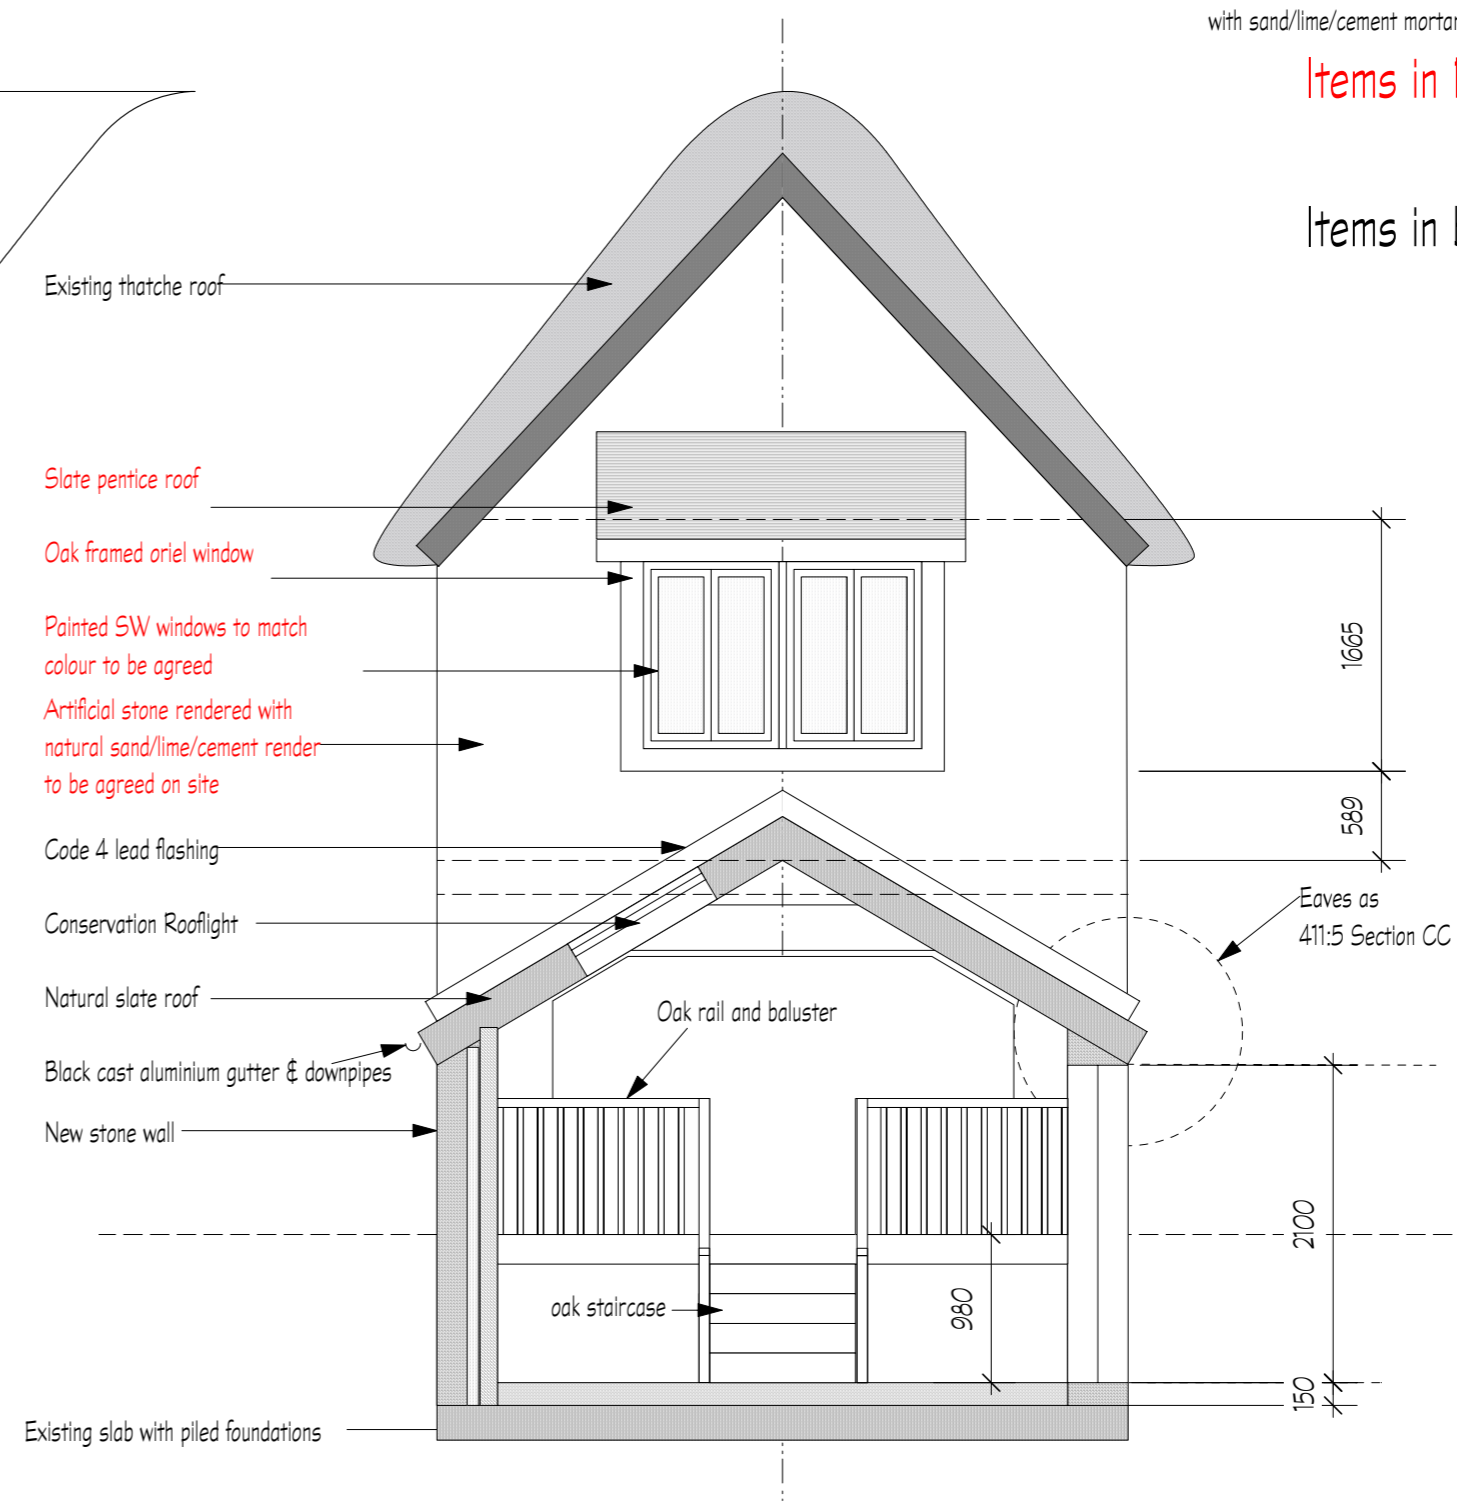 with sand/lime/cement mortar
Items in
Items in
Existing thatche roof
Slate pentice roof
Oak framed oriel window
Painted SW windows to match
colour to be agreed
Artificial stone rendered with
natural sand/lime/cement render
to be agreed on site
Code 4 lead flashing
Conservation Rooflight
Natural slate roof
Black cast aluminium gutter & downpipes
New stone wall
Existing slab with piled foundations
Oak rail and baluster
oak staircase
980
1665
589
Eaves as
411:5 Section CC
2100
150